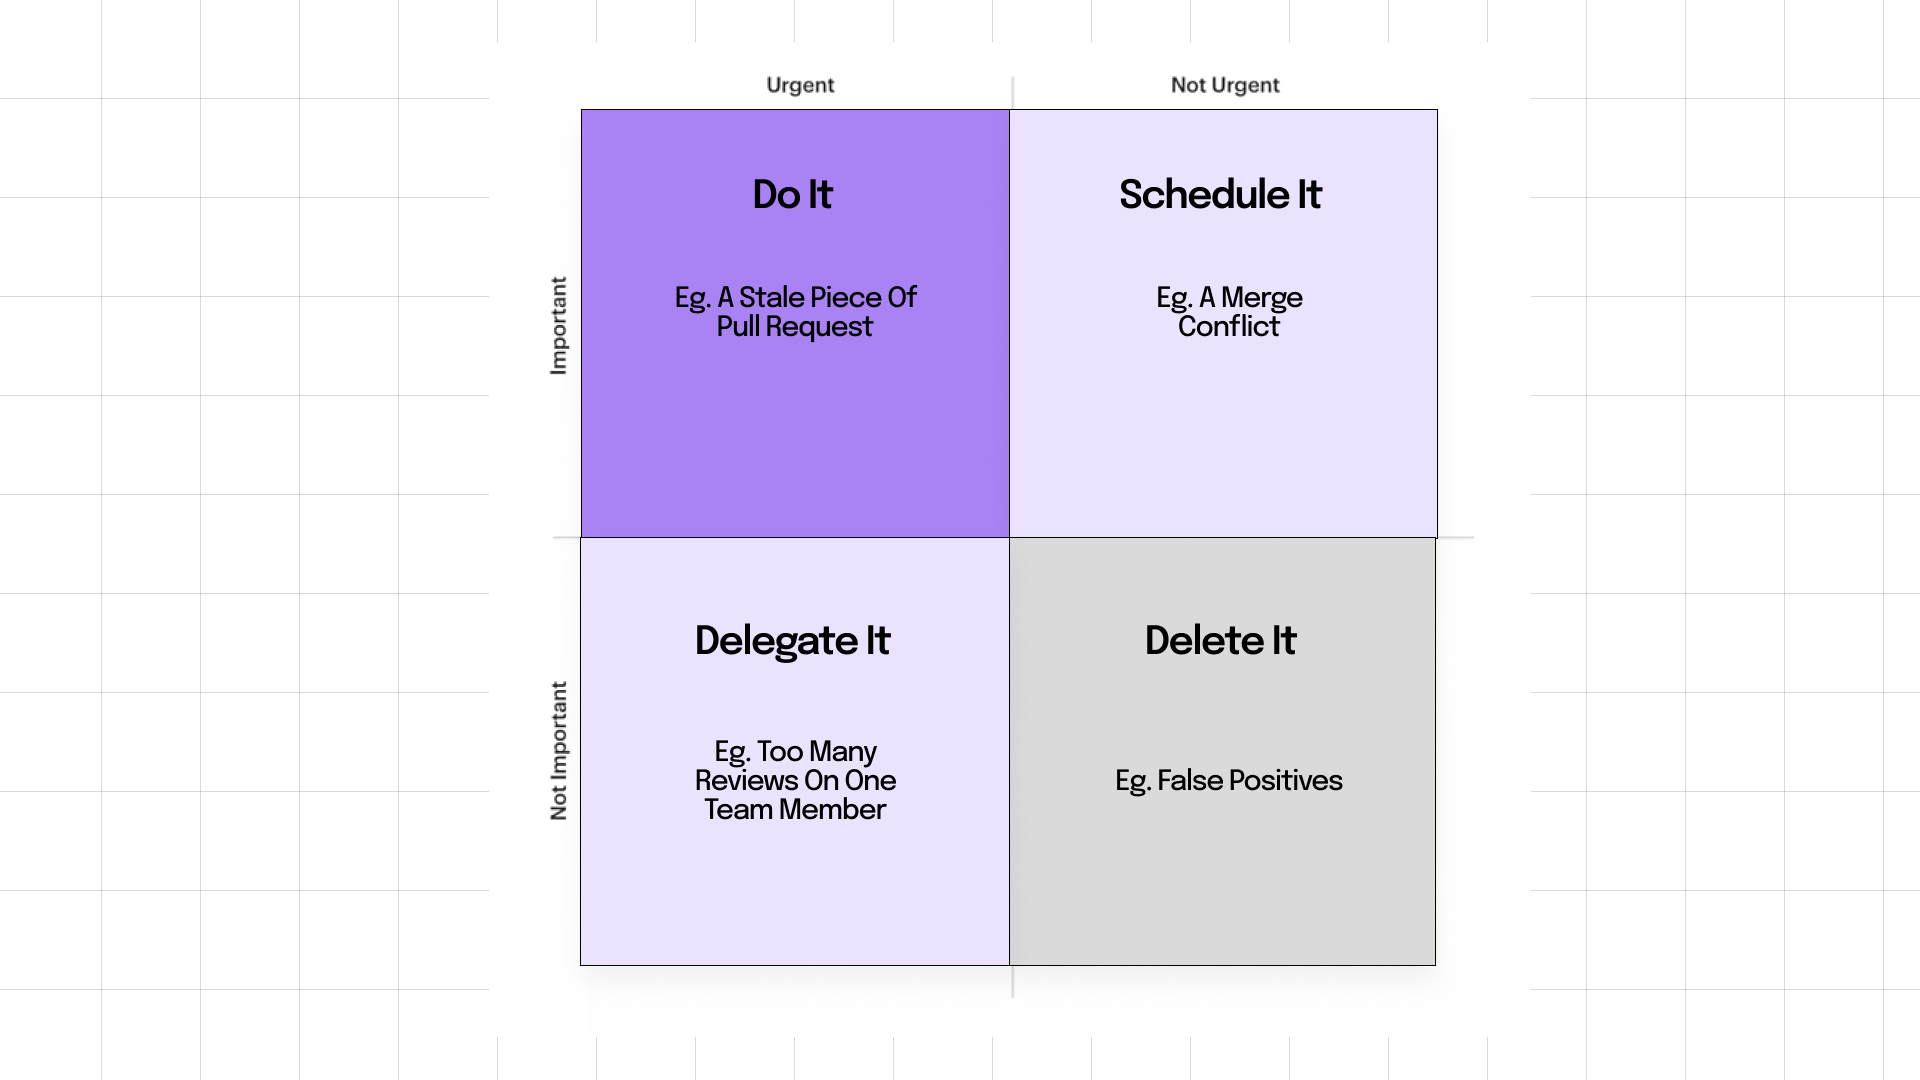 Urgent
Not Urgent
Important
Do It
Eg. A Stale Piece Of
Pull Request
Schedule It
Eg. A Merge
Conflict
Not Important
Delegate It
Eg. Too Many
Reviews On One
Team Member
Delete It
Eg. False Positives